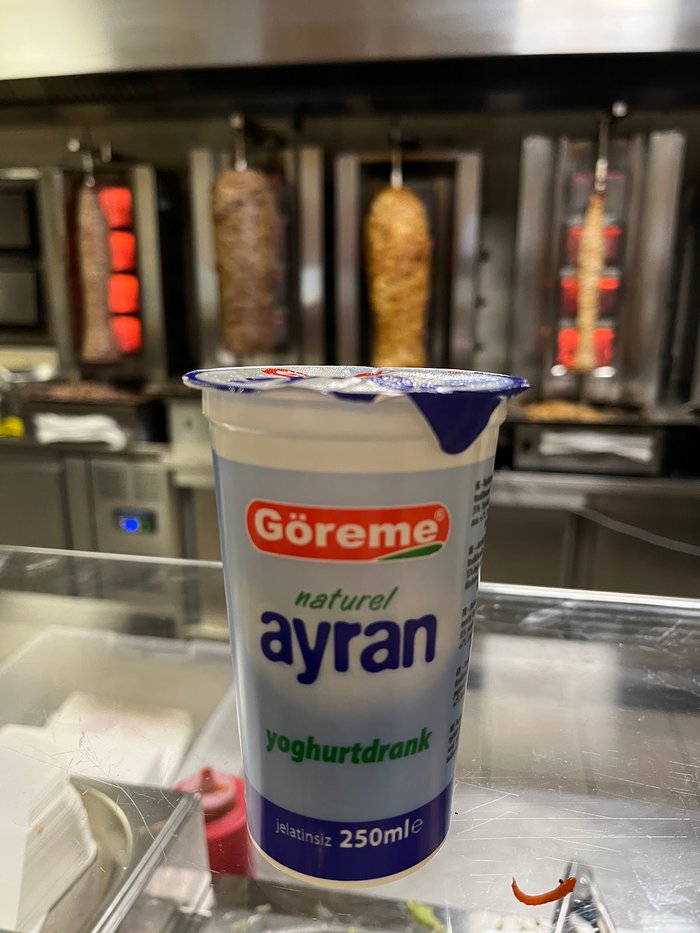 Göreme®
naturel
ayran
yoghurtdrank
jelatinsiz 250ml e